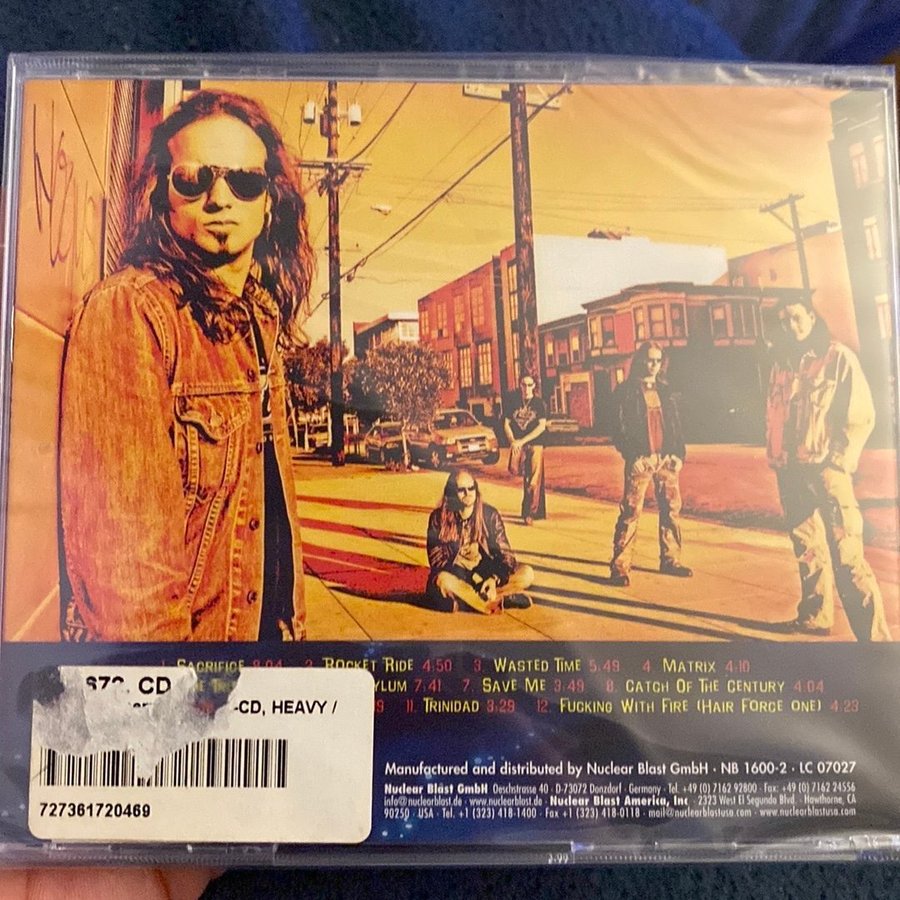 1. SACRIFICE 8.04 2. ROCKET RIDE 4.50 3. WASTED TIME 5.49 4. MATRIX 4.10
7.41 7. SAVE ME 3.49 8. CATCH OF THE CENTURY 4.04
11. TRINIDAD 3.29 12. FUCKING WITH FIRE (HAIR FORCE ONE) 4.23
CD
-CD, HEAVY /
727361720469
Manufactured and distributed by Nuclear Blast GmbH · NB 1600-2 · LC 07027
Nuclear Blast GmbH Oeschstrasse 40 · D-73072 Donzdorf · Germany · Tel. +49 (0) 7162 92800 · Fax: +49 (0) 7162 24556
info@nuclearblast.de · www.nuclearblast.de · Nuclear Blast America, Inc · 2323 West El Segundo Blvd. · Hawthorne, CA
90250 · USA · Tel. +1 (323) 418-1400 · Fax +1 (323) 418-0118 · mail@nuclearblastusa.com · www.nuclearblastusa.com
3.99